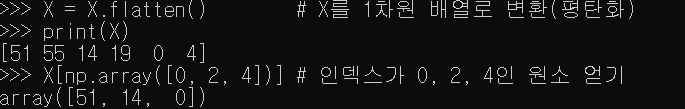 >>> X = X.flatten()         # X를 1차원 배열로 변환(평탄화)
>>> print(X)
[51 55 14 19  0  4]
>>> X[np.array([0, 2, 4])] # 인덱스가 0, 2, 4인 원소 얻기
array([51, 14,  0])